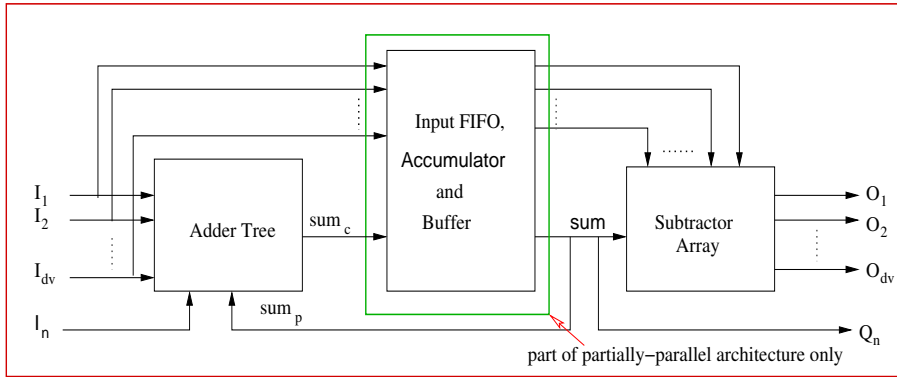 Input FIFO,
Accumulator
and
Buffer
I1
I2
Idv
In
Adder Tree
sum c
sum p
sum
Subtractor
Array
O1
O2
Odv
Qn
part of partially−parallel architecture only